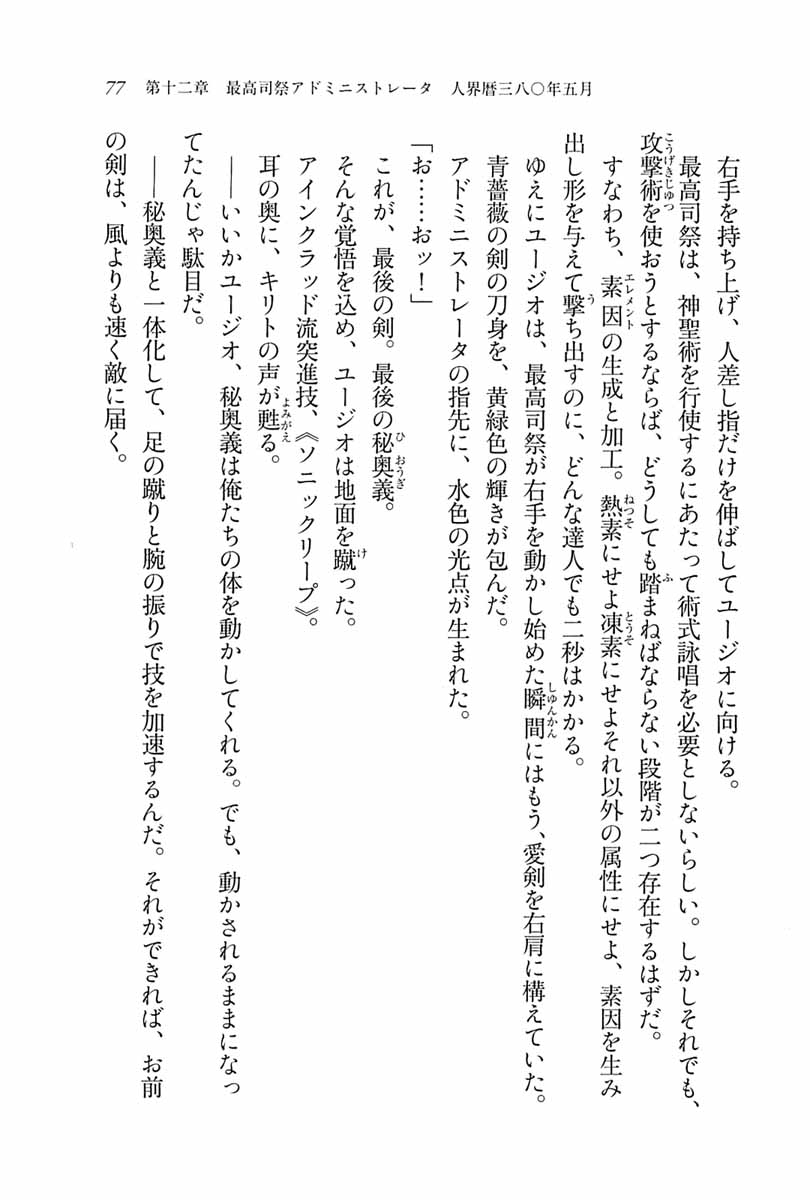 77 第十二章 最高司祭アドミニストレータ 人界暦三八〇年五月
右手を持ち上げ、人差し指だけを伸ばしてユージオに向ける。
最高司祭は、神聖術を行使するにあたって術式詠唱を必要としないらしい。しかしそれでも、
攻撃術を使おうとするならば、どうしても踏まねばならない段階が二つ存在するはずだ。
すなわち、素因の生成と加工。熱素にせよ凍素にせよそれ以外の属性にせよ、素因を生み
出し形を与えて撃ち出すのに、どんな達人でも二秒はかかる。
ゆえにユージオは、最高司祭が右手を動かし始めた瞬間にはもう、愛剣を右肩に構えていた。
青薔薇の剣の刀身を、黄緑色の輝きが包んだ。
アドミニストレータの指先に、水色の光点が生まれた。
「お……おッ！」
これが、最後の剣。最後の秘奥義。
そんな覚悟を込め、ユージオは地面を蹴った。
アインクラッド流突進技、《ソニックリープ》。
耳の奥に、キリトの声が甦る。
――いいかユージオ、秘奥義は俺たちの体を動かしてくれる。でも、動かされるままになっ
てたんじゃ駄目だ。
――秘奥義と一体化して、足の蹴りと腕の振りで技を加速するんだ。それができれば、お前
の剣は、風よりも速く敵に届く。